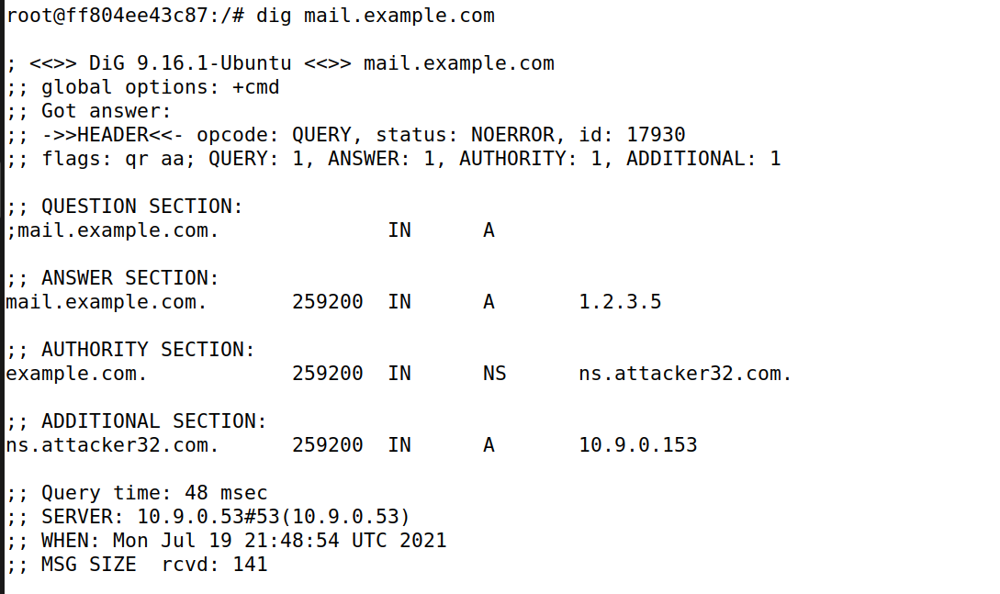 root@ff804ee43c87:/# dig mail.example.com
; <<>> DiG 9.16.1-Ubuntu <<>> mail.example.com
;; global options: +cmd
;; Got answer:
;; ->>HEADER<<- opcode: QUERY, status: NOERROR, id: 17930
;; flags: qr aa; QUERY: 1, ANSWER: 1, AUTHORITY: 1, ADDITIONAL: 1
;; QUESTION SECTION:
;mail.example.com. IN A
;; ANSWER SECTION:
mail.example.com. 259200 IN A 1.2.3.5
;; AUTHORITY SECTION:
example.com. 259200 IN NS ns.attacker32.com.
;; ADDITIONAL SECTION:
ns.attacker32.com. 259200 IN A 10.9.0.153
;; Query time: 48 msec
;; SERVER: 10.9.0.53#53(10.9.0.53)
;; WHEN: Mon Jul 19 21:48:54 UTC 2021
;; MSG SIZE  rcvd: 141